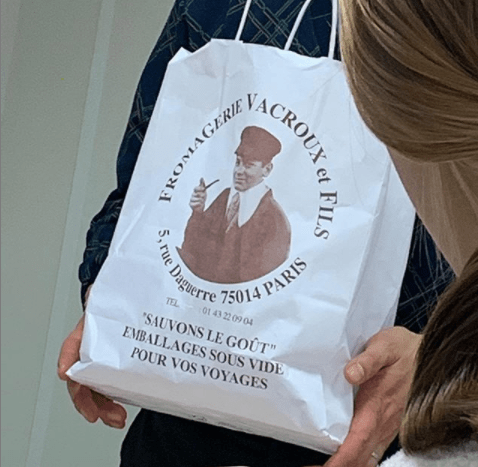 FROMAGERIE VACROUX et FILS
5, rue Daguerre 75014 PARIS
TEL. 01 43 22 09 04
"SAUVONS LE GOÛT"
EMBALLAGES SOUS VIDE
POUR VOS VOYAGES